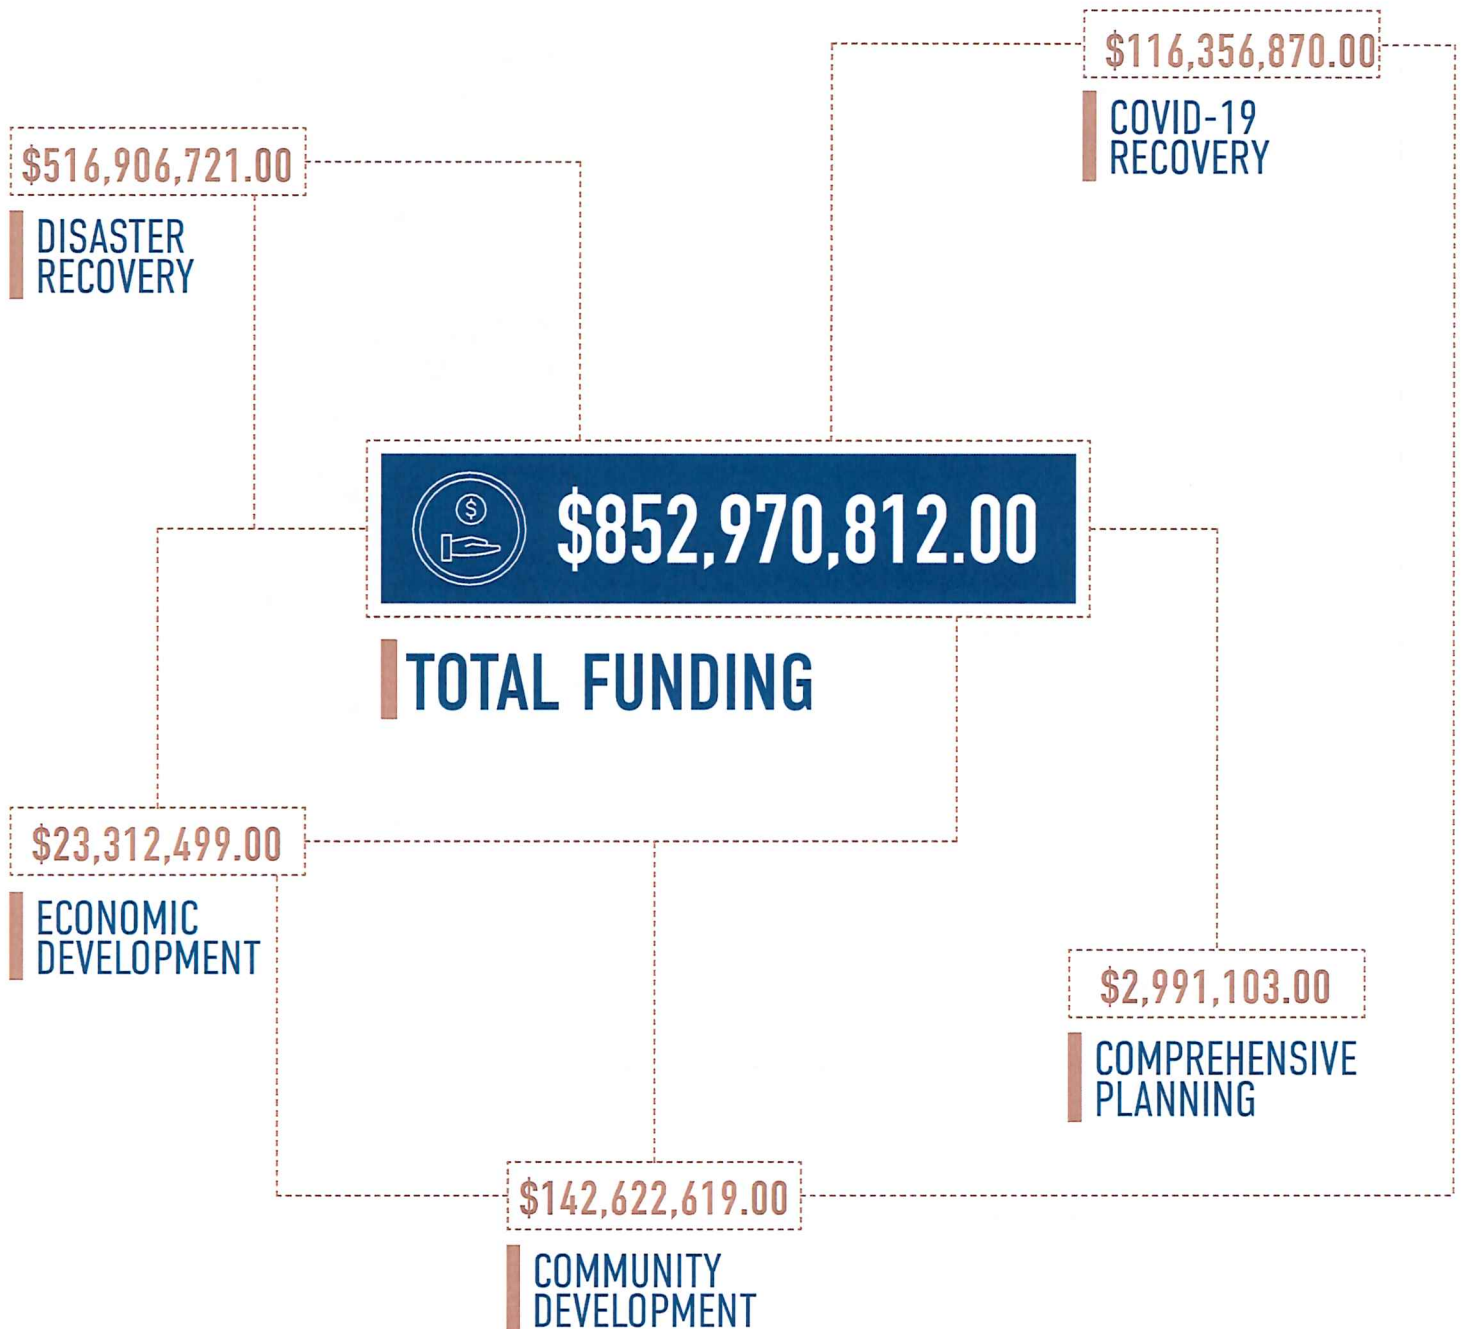 $116,356,870.00
COVID-19
RECOVERY
$516,906,721.00
DISASTER
RECOVERY
$
$852,970,812.00
TOTAL FUNDING
$23,312,499.00
ECONOMIC
DEVELOPMENT
$2,991,103.00
COMPREHENSIVE
PLANNING
$142,622,619.00
COMMUNITY
DEVELOPMENT